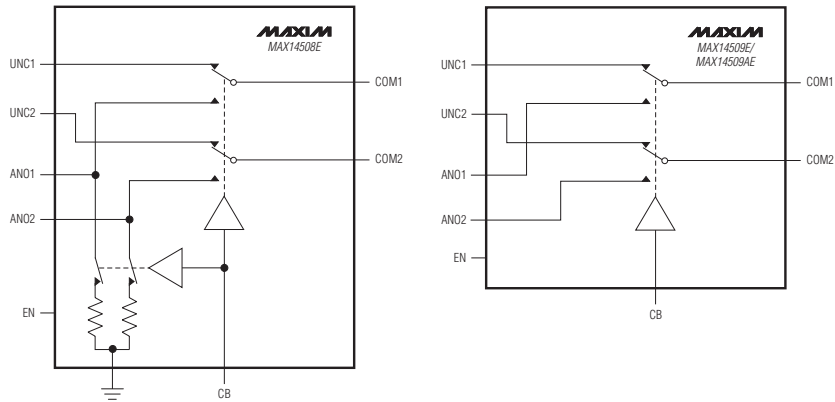 MAXIM
MAX14508E
UNC1
COM1
UNC2
COM2
ANO1
ANO2
EN
CB
MAXIM
MAX14509E/
MAX14509AE
UNC1
COM1
UNC2
COM2
ANO1
ANO2
EN
CB